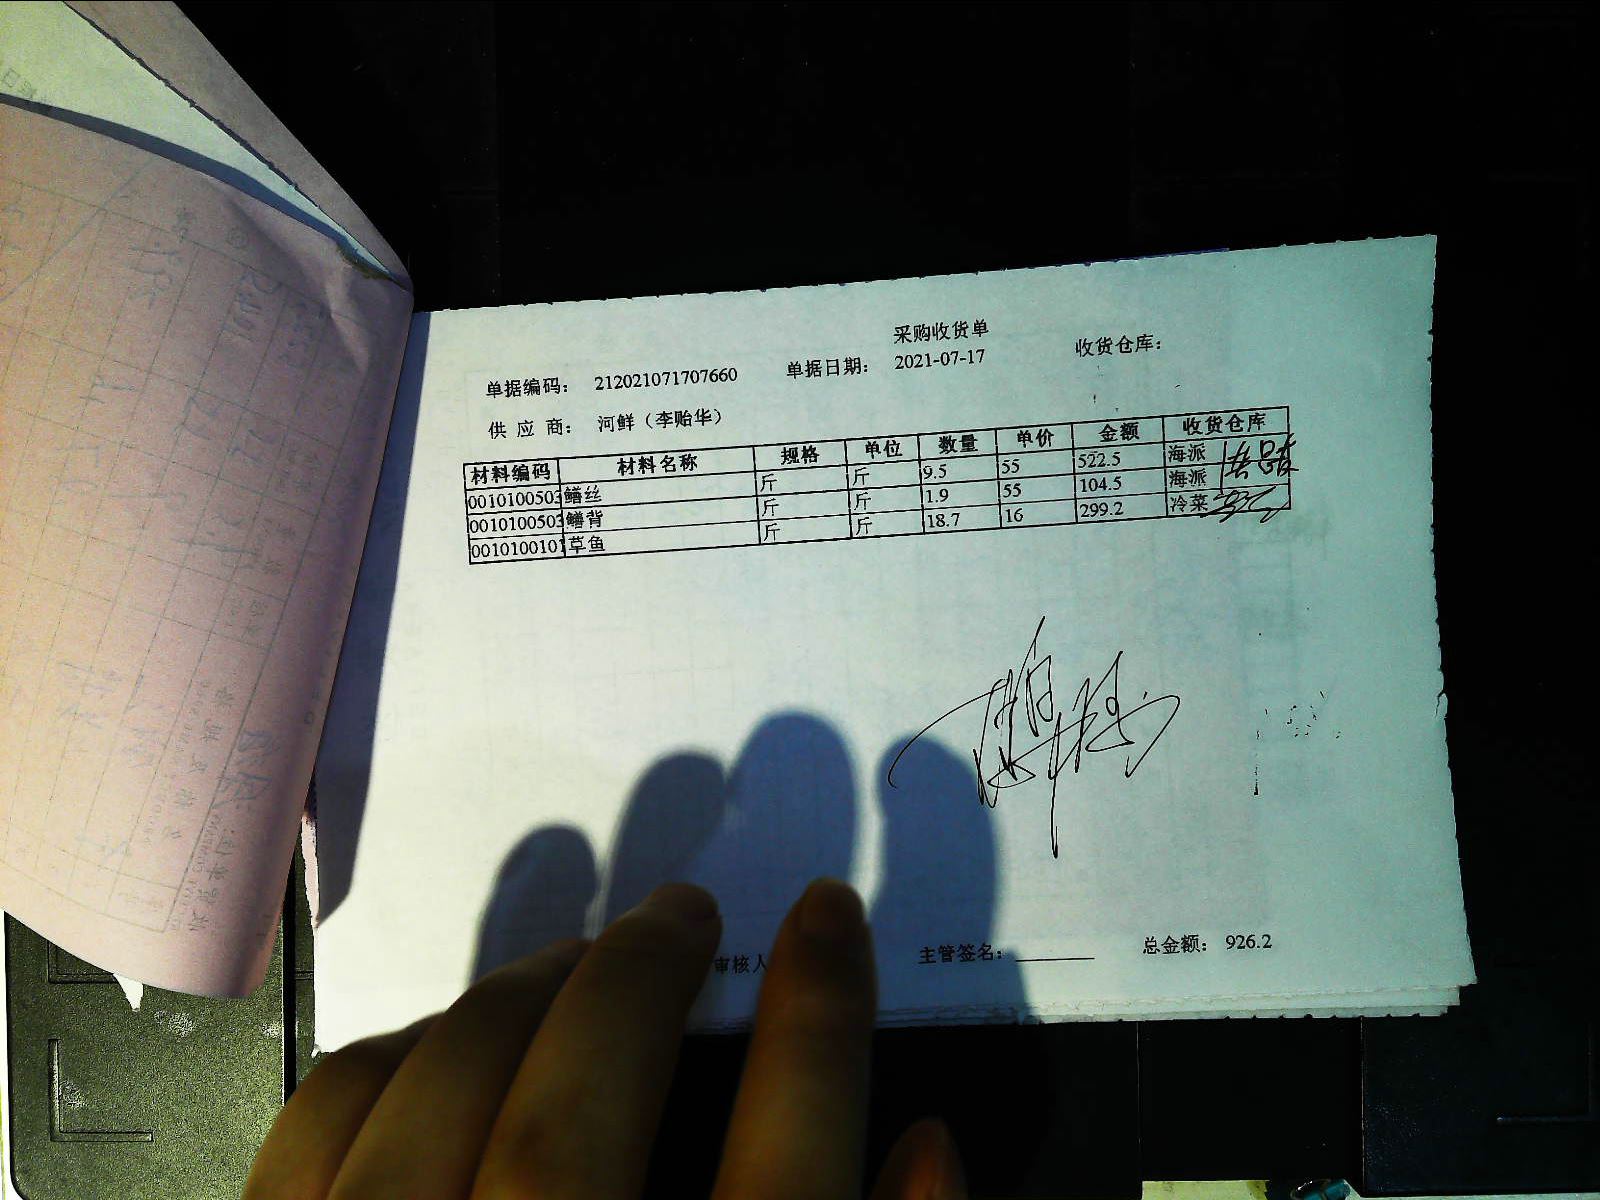 采购收货单
单据编码： 212021071707660 单据日期： 2021-07-17 收货仓库：
供 应 商： 河鲜（李贻华）
材料编码 材料名称 规格 单位 数量 单价 金额 收货仓库
0010100503 鳝丝 斤 斤 9.5 55 522.5 海派
0010100503 鳝背 斤 斤 1.9 55 104.5 海派
0010100101 草鱼 斤 斤 18.7 16 299.2 冷菜
审核人 主管签名： 总金额： 926.2